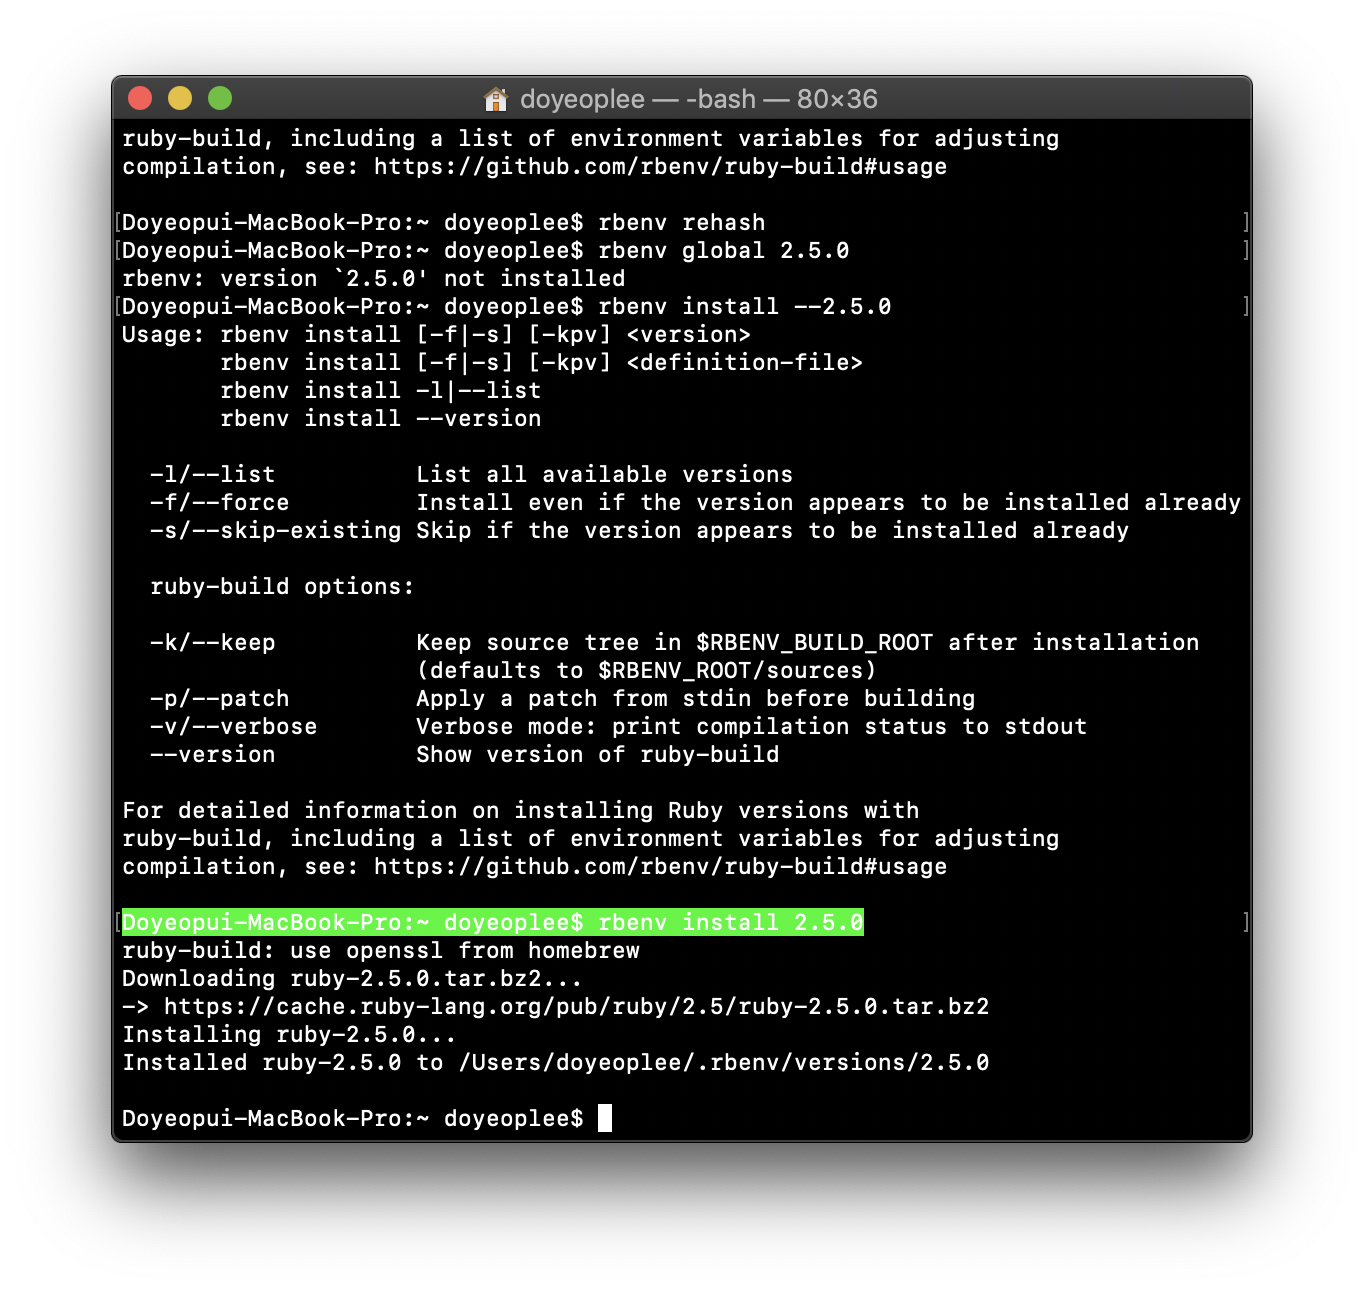 doyeoplee — -bash — 80×36
ruby-build, including a list of environment variables for adjusting
compilation, see: https://github.com/rbenv/ruby-build#usage
[Doyeopui-MacBook-Pro:~ doyeoplee$ rbenv rehash ]
[Doyeopui-MacBook-Pro:~ doyeoplee$ rbenv global 2.5.0 ]
rbenv: version `2.5.0' not installed
[Doyeopui-MacBook-Pro:~ doyeoplee$ rbenv install --2.5.0 ]
Usage: rbenv install [-f|-s] [-kpv] <version>
       rbenv install [-f|-s] [-kpv] <definition-file>
       rbenv install -l|--list
       rbenv install --version
  -l/--list          List all available versions
  -f/--force         Install even if the version appears to be installed already
  -s/--skip-existing Skip if the version appears to be installed already
  ruby-build options:
  -k/--keep          Keep source tree in $RBENV_BUILD_ROOT after installation
                     (defaults to $RBENV_ROOT/sources)
  -p/--patch         Apply a patch from stdin before building
  -v/--verbose       Verbose mode: print compilation status to stdout
  --version          Show version of ruby-build
For detailed information on installing Ruby versions with
ruby-build, including a list of environment variables for adjusting
compilation, see: https://github.com/rbenv/ruby-build#usage
[Doyeopui-MacBook-Pro:~ doyeoplee$ rbenv install 2.5.0 ]
ruby-build: use openssl from homebrew
Downloading ruby-2.5.0.tar.bz2...
-> https://cache.ruby-lang.org/pub/ruby/2.5/ruby-2.5.0.tar.bz2
Installing ruby-2.5.0...
Installed ruby-2.5.0 to /Users/doyeoplee/.rbenv/versions/2.5.0
Doyeopui-MacBook-Pro:~ doyeoplee$